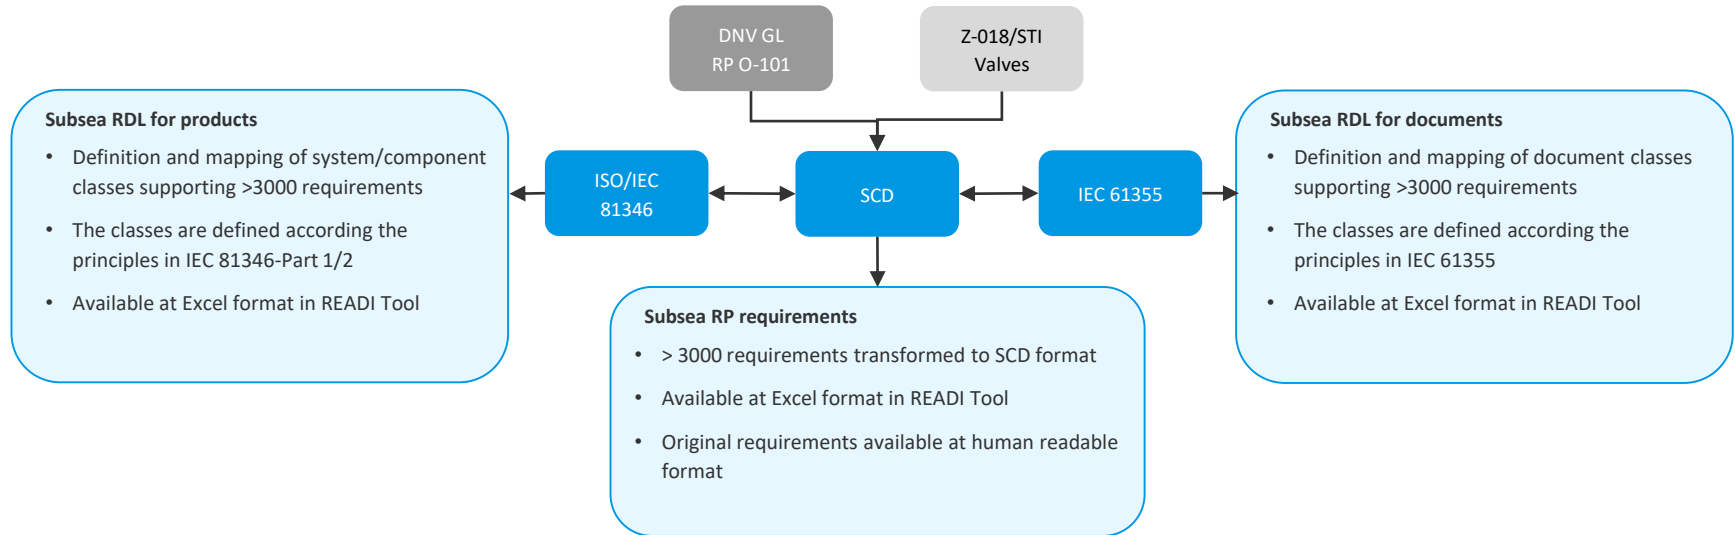 DNV GL
RP O-101
Z-018/STI
Valves
Subsea RDL for products
• Definition and mapping of system/component
classes supporting >3000 requirements
• The classes are defined according the
principles in IEC 81346-Part 1/2
• Available at Excel format in READI Tool
ISO/IEC
81346
SCD
IEC 61355
Subsea RDL for documents
• Definition and mapping of document classes
supporting >3000 requirements
• The classes are defined according the
principles in IEC 61355
• Available at Excel format in READI Tool
Subsea RP requirements
• > 3000 requirements transformed to SCD format
• Available at Excel format in READI Tool
• Original requirements available at human readable
format